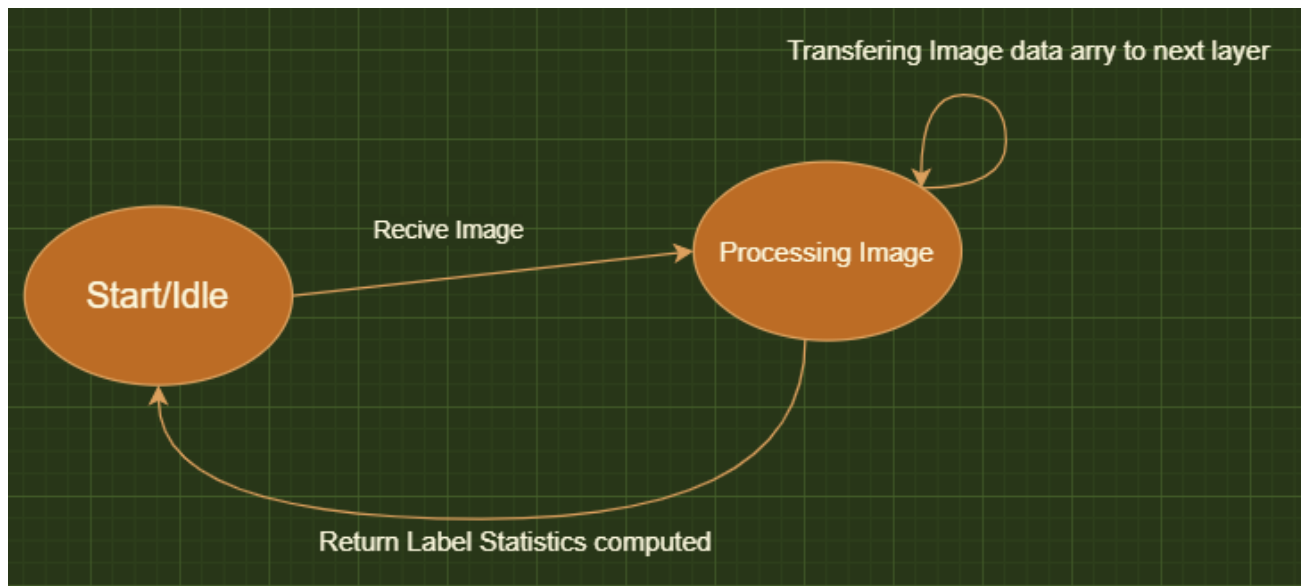 Transfering Image data arry to next layer
Recive Image
Processing Image
Start/Idle
Return Label Statistics computed